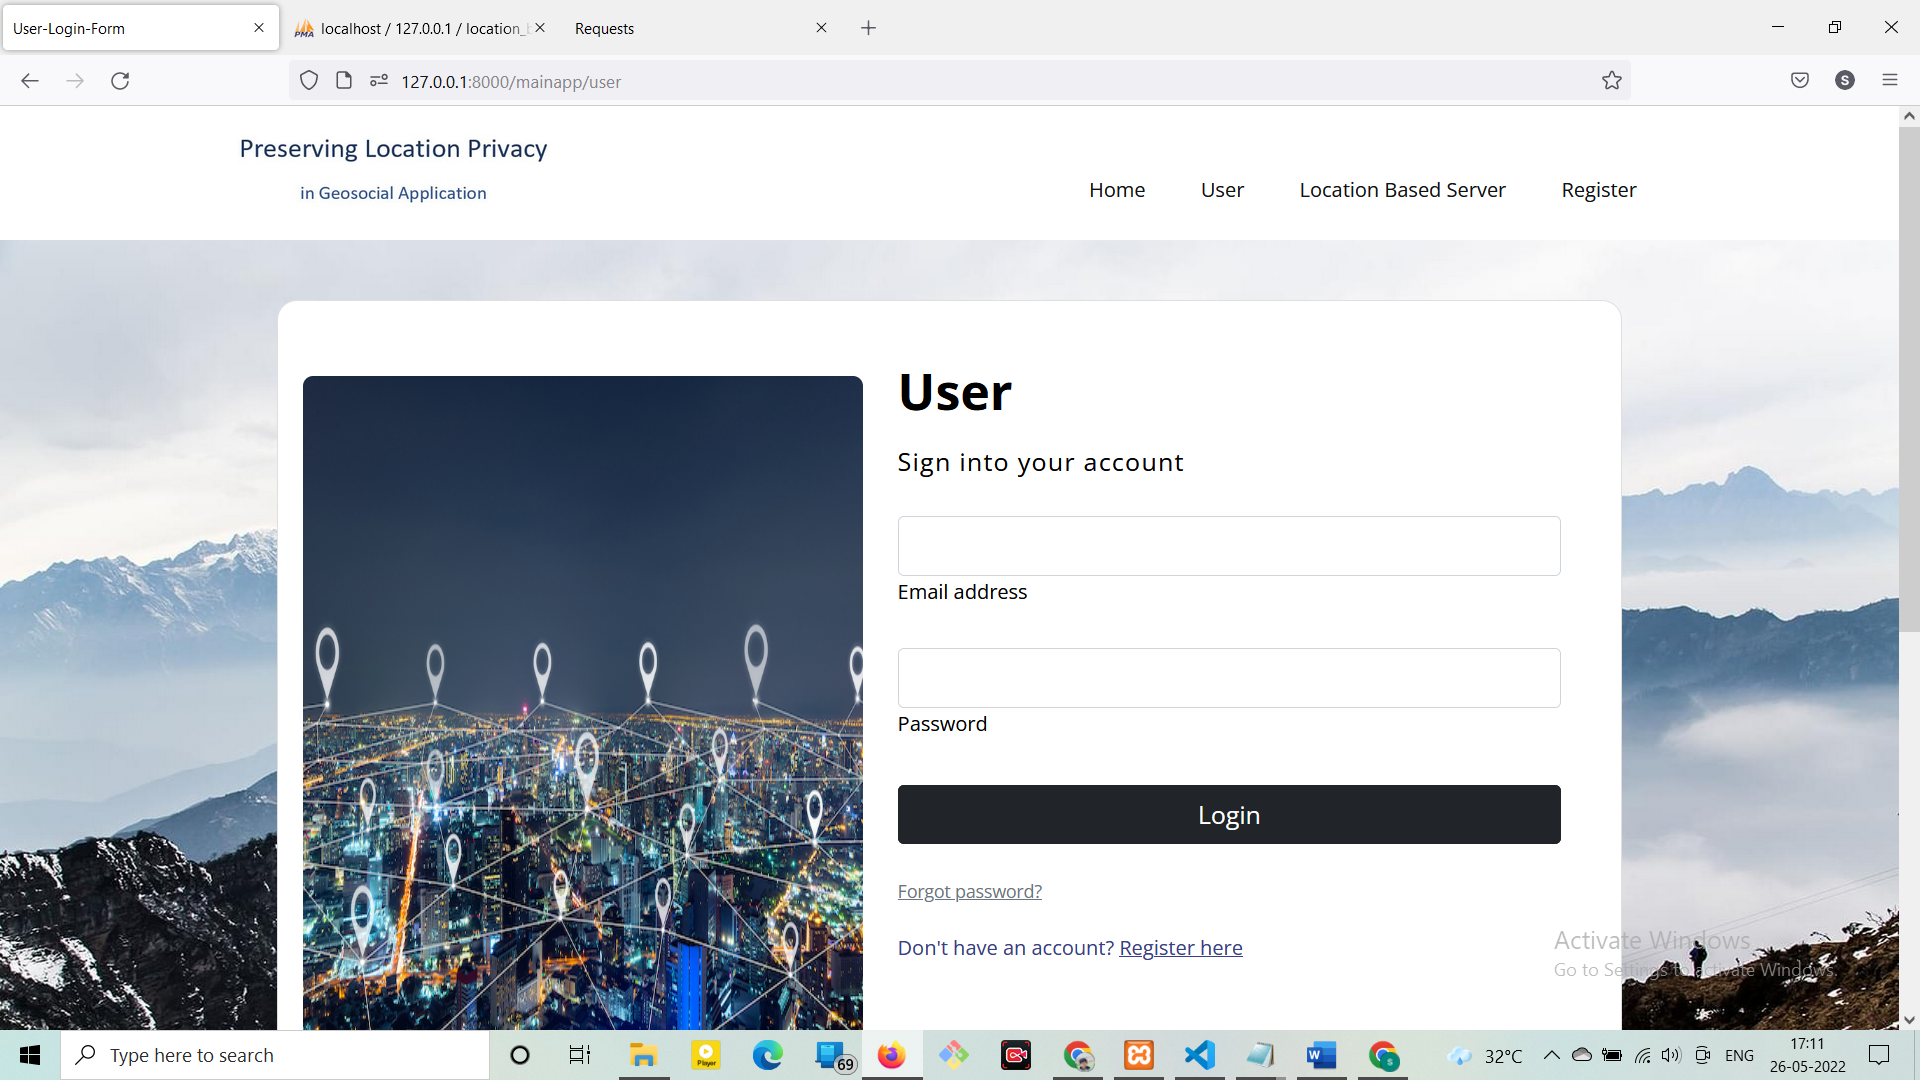 User-Login-Form
localhost / 127.0.0.1 / location_b
Requests
127.0.0.1:8000/mainapp/user
S
Preserving Location Privacy
in Geosocial Application
Home
User
Location Based Server
Register
User
Sign into your account
Email address
Password
Login
Forgot password?
Don't have an account? Register here
Activate Windows
Go to Settings to activate Windows.
Type here to search
Player
69
W
S
32°C
ENG
17:11
26-05-2022